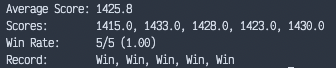 Average Score: 1425.8
Scores: 1415.0, 1433.0, 1428.0, 1423.0, 1430.0
Win Rate: 5/5 (1.00)
Record: Win, Win, Win, Win, Win